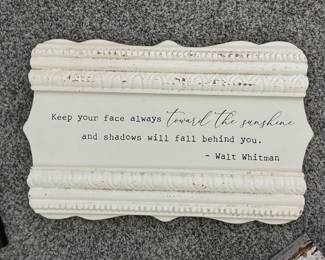 Keep your face always toward the sunshine
and shadows will fall behind you.
- Walt Whitman